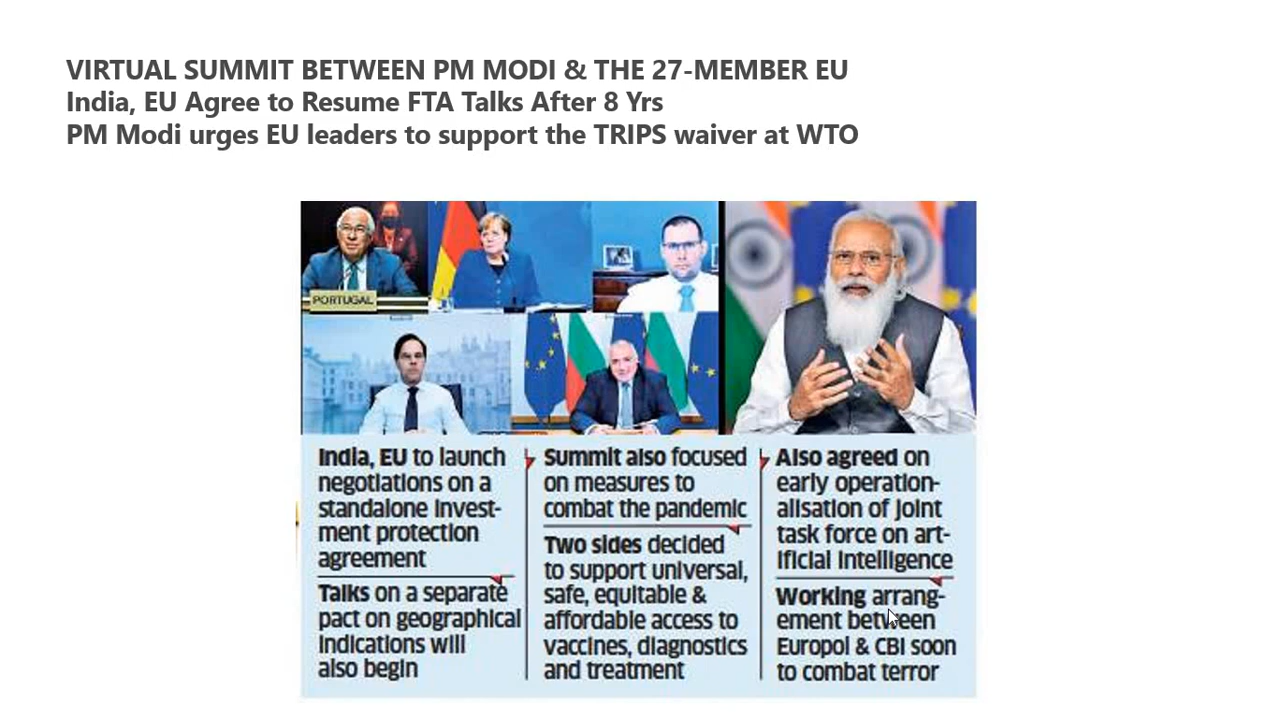 VIRTUAL SUMMIT BETWEEN PM MODI & THE 27-MEMBER EU
India, EU Agree to Resume FTA Talks After 8 Yrs
PM Modi urges EU leaders to support the TRIPS waiver at WTO
PORTUGAL
India, EU to launch
negotiations on a
standalone invest-
ment protection
agreement
Talks on a separate
pact on geographical
indications will
also begin
Summit also focused
on measures to
combat the pandemic
Two sides decided
to support universal,
safe, equitable &
affordable access to
vaccines, diagnostics
and treatment
Also agreed on
early operation-
alisation of joint
task force on art-
ificial intelligence
Working arrang-
ement between
Europol & CBI soon
to combat terror